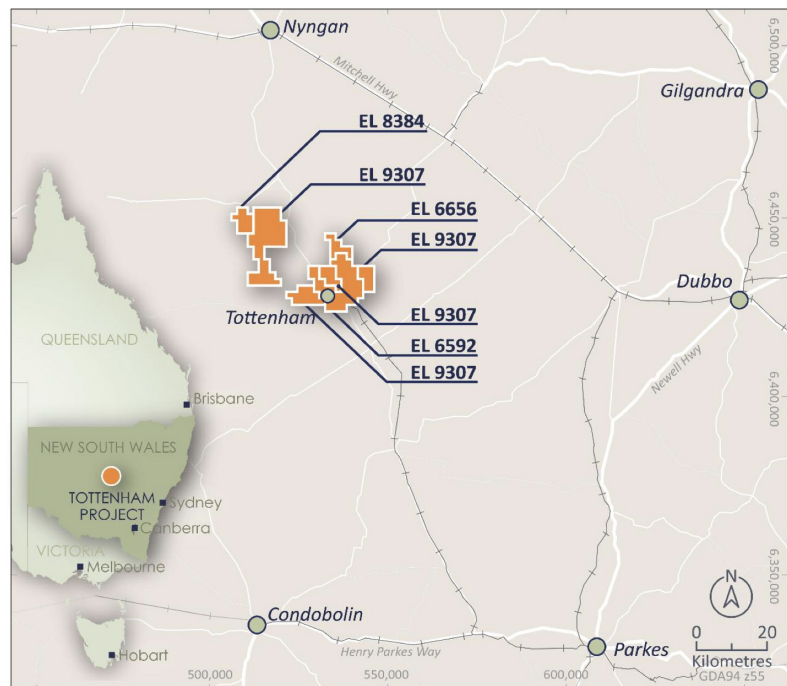 Nyngan
Mitchell Hwy
Gilgandra
6,500,000
EL 8384
EL 9307
EL 6656
EL 9307
6,450,000
Dubbo
Tottenham
EL 9307
EL 6592
EL 9307
Newell Hwy
6,400,000
QUEENSLAND
Brisbane
NEW SOUTH WALES
TOTTENHAM
PROJECT
Sydney
Canberra
VICTORIA
Melbourne
Hobart
6,350,000
Condobolin
Henry Parkes Way
Parkes
N
0 20
Kilometres
GDA94 z55
500,000
550,000
600,000